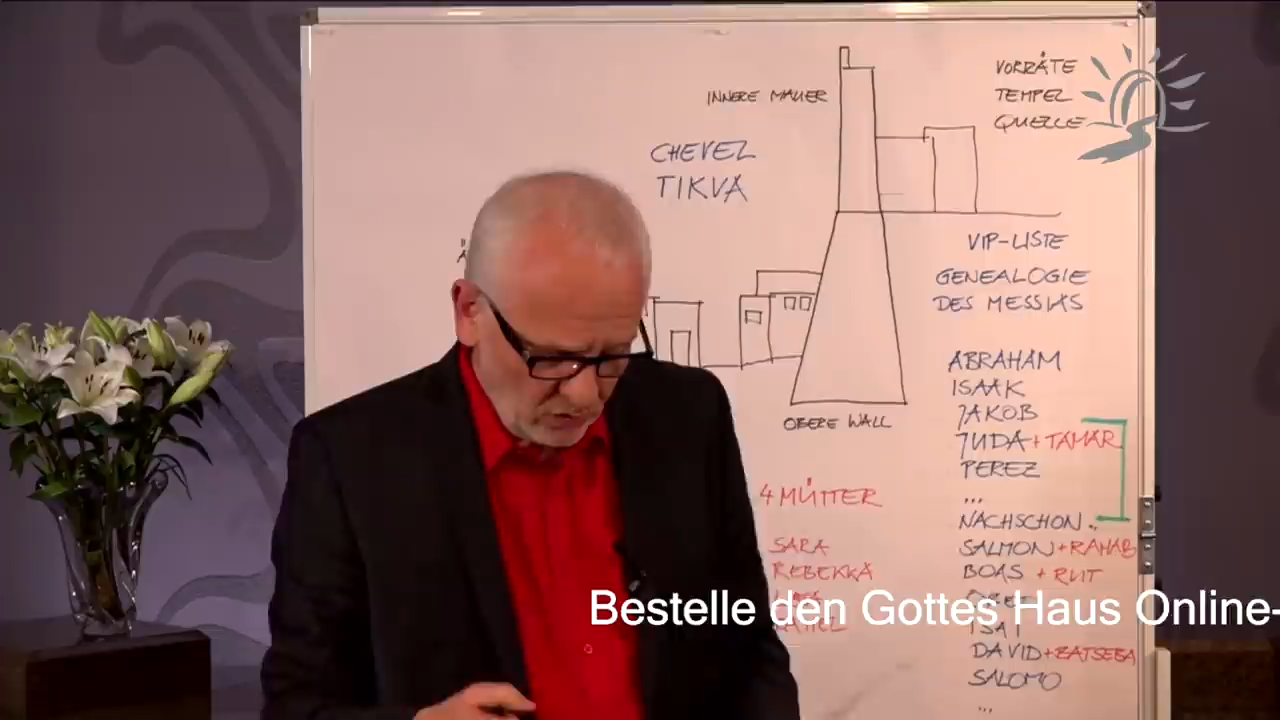 INNERE MAUER
VORRÄTE
TEMPEL
QUELLE
CHEVEL
TIKVA
VIP-LISTE
GENEALOGIE
DES MESSIAS
OBERE WALL
ABRAHAM
ISAAK
JAKOB
JUDA + TAMAR
PEREZ
...
NACHSCHON
SALMON + RAHAB
BOAS + RUT
ISAI
DAVID + BATSEBA
SALOMO
...
4 MÜTTER
SARA
REBEKKA
Bestelle den Gottes Haus Online-